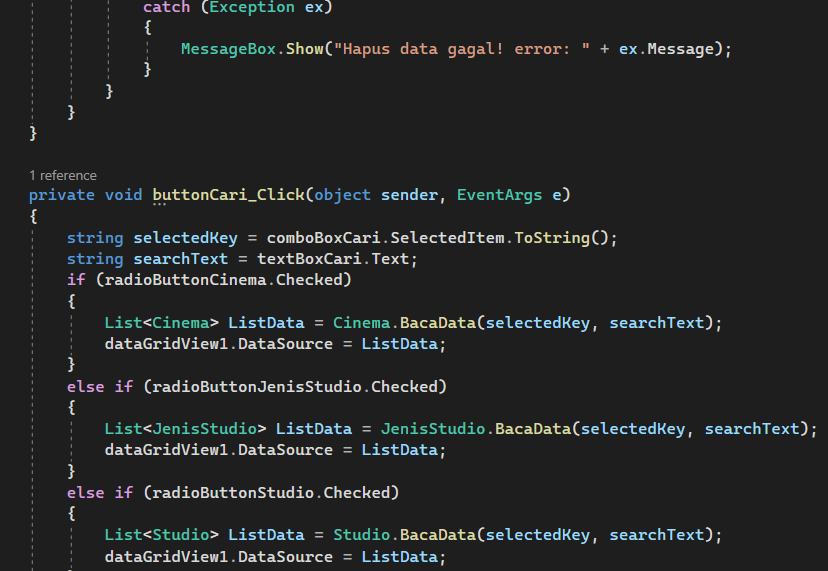 catch (Exception ex)
{
MessageBox.Show("Hapus data gagal! error: " + ex.Message);
}
}
}
}
1 reference
private void buttonCari_Click(object sender, EventArgs e)
{
string selectedKey = comboBoxCari.SelectedItem.ToString();
string searchText = textBoxCari.Text;
if (radioButtonCinema.Checked)
{
List<Cinema> ListData = Cinema.BacaData(selectedKey, searchText);
dataGridView1.DataSource = ListData;
}
else if (radioButtonJenisStudio.Checked)
{
List<JenisStudio> ListData = JenisStudio.BacaData(selectedKey, searchText);
dataGridView1.DataSource = ListData;
}
else if (radioButtonStudio.Checked)
{
List<Studio> ListData = Studio.BacaData(selectedKey, searchText);
dataGridView1.DataSource = ListData;